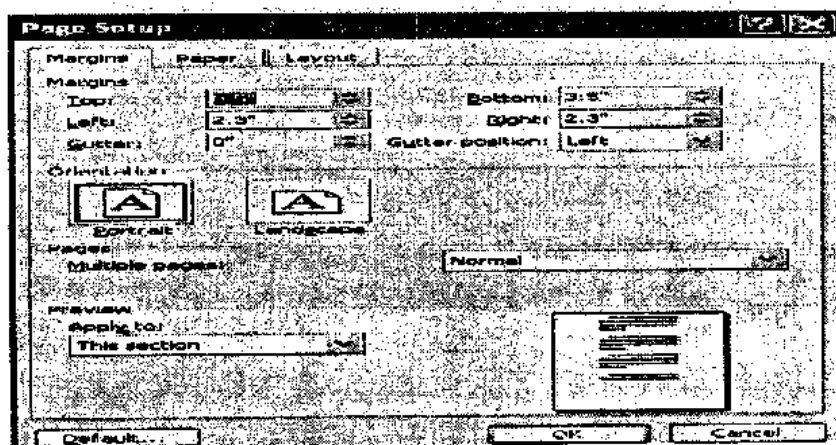 Page Setup
Margins Paper Layout
Margins
Top: Bottom: 3.5"
Left: 2.3" Right: 2.3"
Gutter: 0" Gutter position: Left
Orientation
A A
Portrait Landscape
Pages
Multiple pages: Normal
Preview
Apply to:
This section
Default... OK Cancel